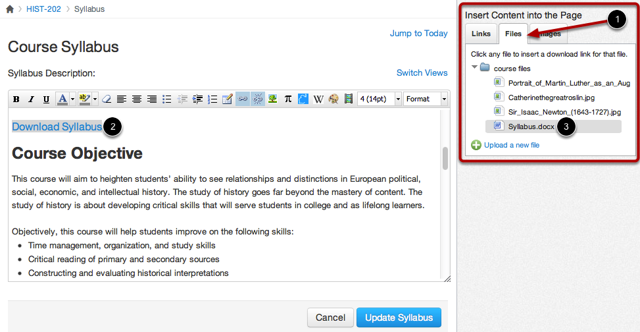 HIST-202 Syllabus
Jump to Today
Course Syllabus
Syllabus Description:
Switch Views
B I U A ab π W 4 (14pt) Format
Download Syllabus 2
Course Objective
This course will aim to heighten students' ability to see relationships and distinctions in European political,
social, economic, and intellectual history. The study of history goes far beyond the mastery of content. The
study of history is about developing critical skills that will serve students in college and as lifelong learners.
Objectively, this course will help students improve on the following skills:
Time management, organization, and study skills
Critical reading of primary and secondary sources
Constructing and evaluating historical interpretations
Cancel Update Syllabus
Insert Content into the Page
1
Links Files Images
Click any file to insert a download link for that file.
course files
Portrait_of_Martin_Luther_as_an_Aug
Catherinethegreatroslin.jpg
Sir_Isaac_Newton_(1643-1727).jpg
Syllabus.docx 3
Upload a new file